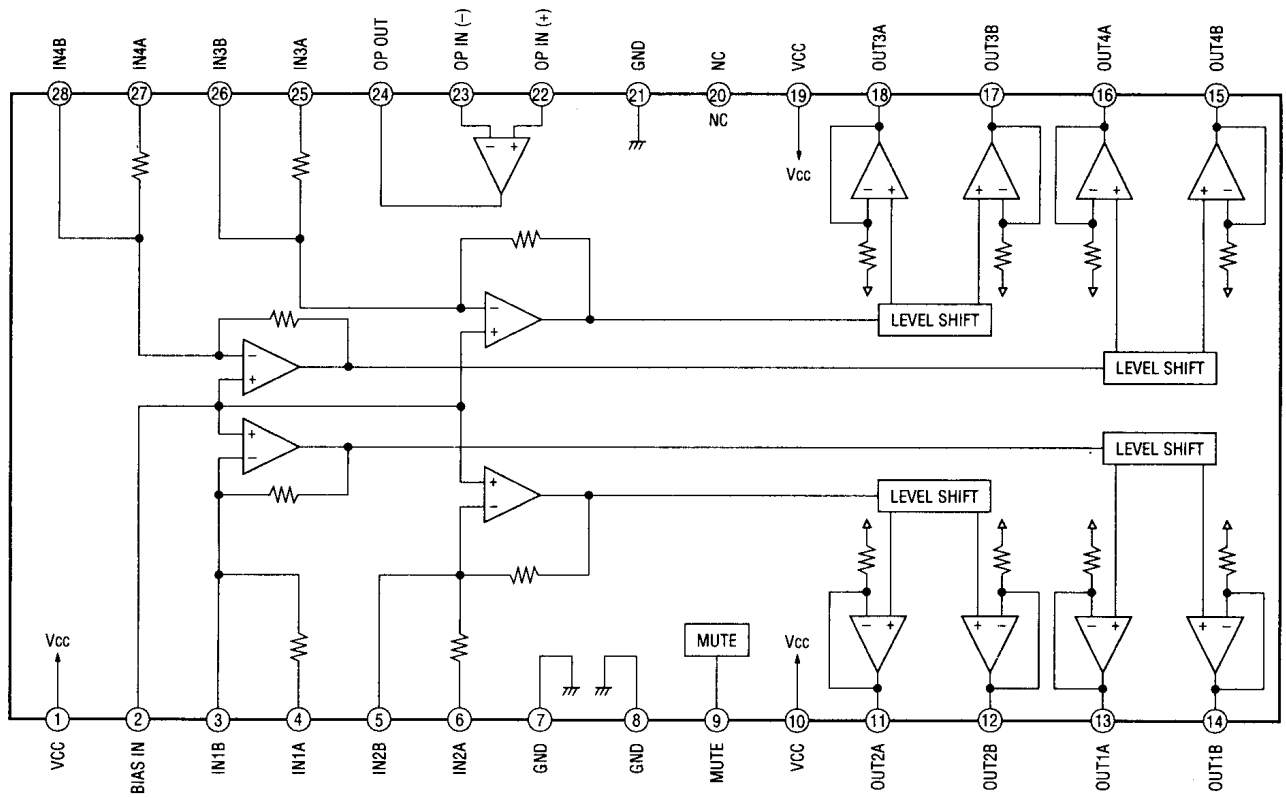 IN4B IN4A IN3B IN3A OP OUT OP IN (−) OP IN (+) GND NC VCC OUT3A OUT3B OUT4A OUT4B
28 27 26 25 24 23 22 21 20 19 18 17 16 15
NC
− +
Vcc
− + + − − + + −
− +
LEVEL SHIFT
− +
LEVEL SHIFT
+ −
LEVEL SHIFT
+ −
LEVEL SHIFT
− + + − − + + −
Vcc
MUTE
Vcc
1 2 3 4 5 6 7 8 9 10 11 12 13 14
VCC BIAS IN IN1B IN1A IN2B IN2A GND GND MUTE VCC OUT2A OUT2B OUT1A OUT1B